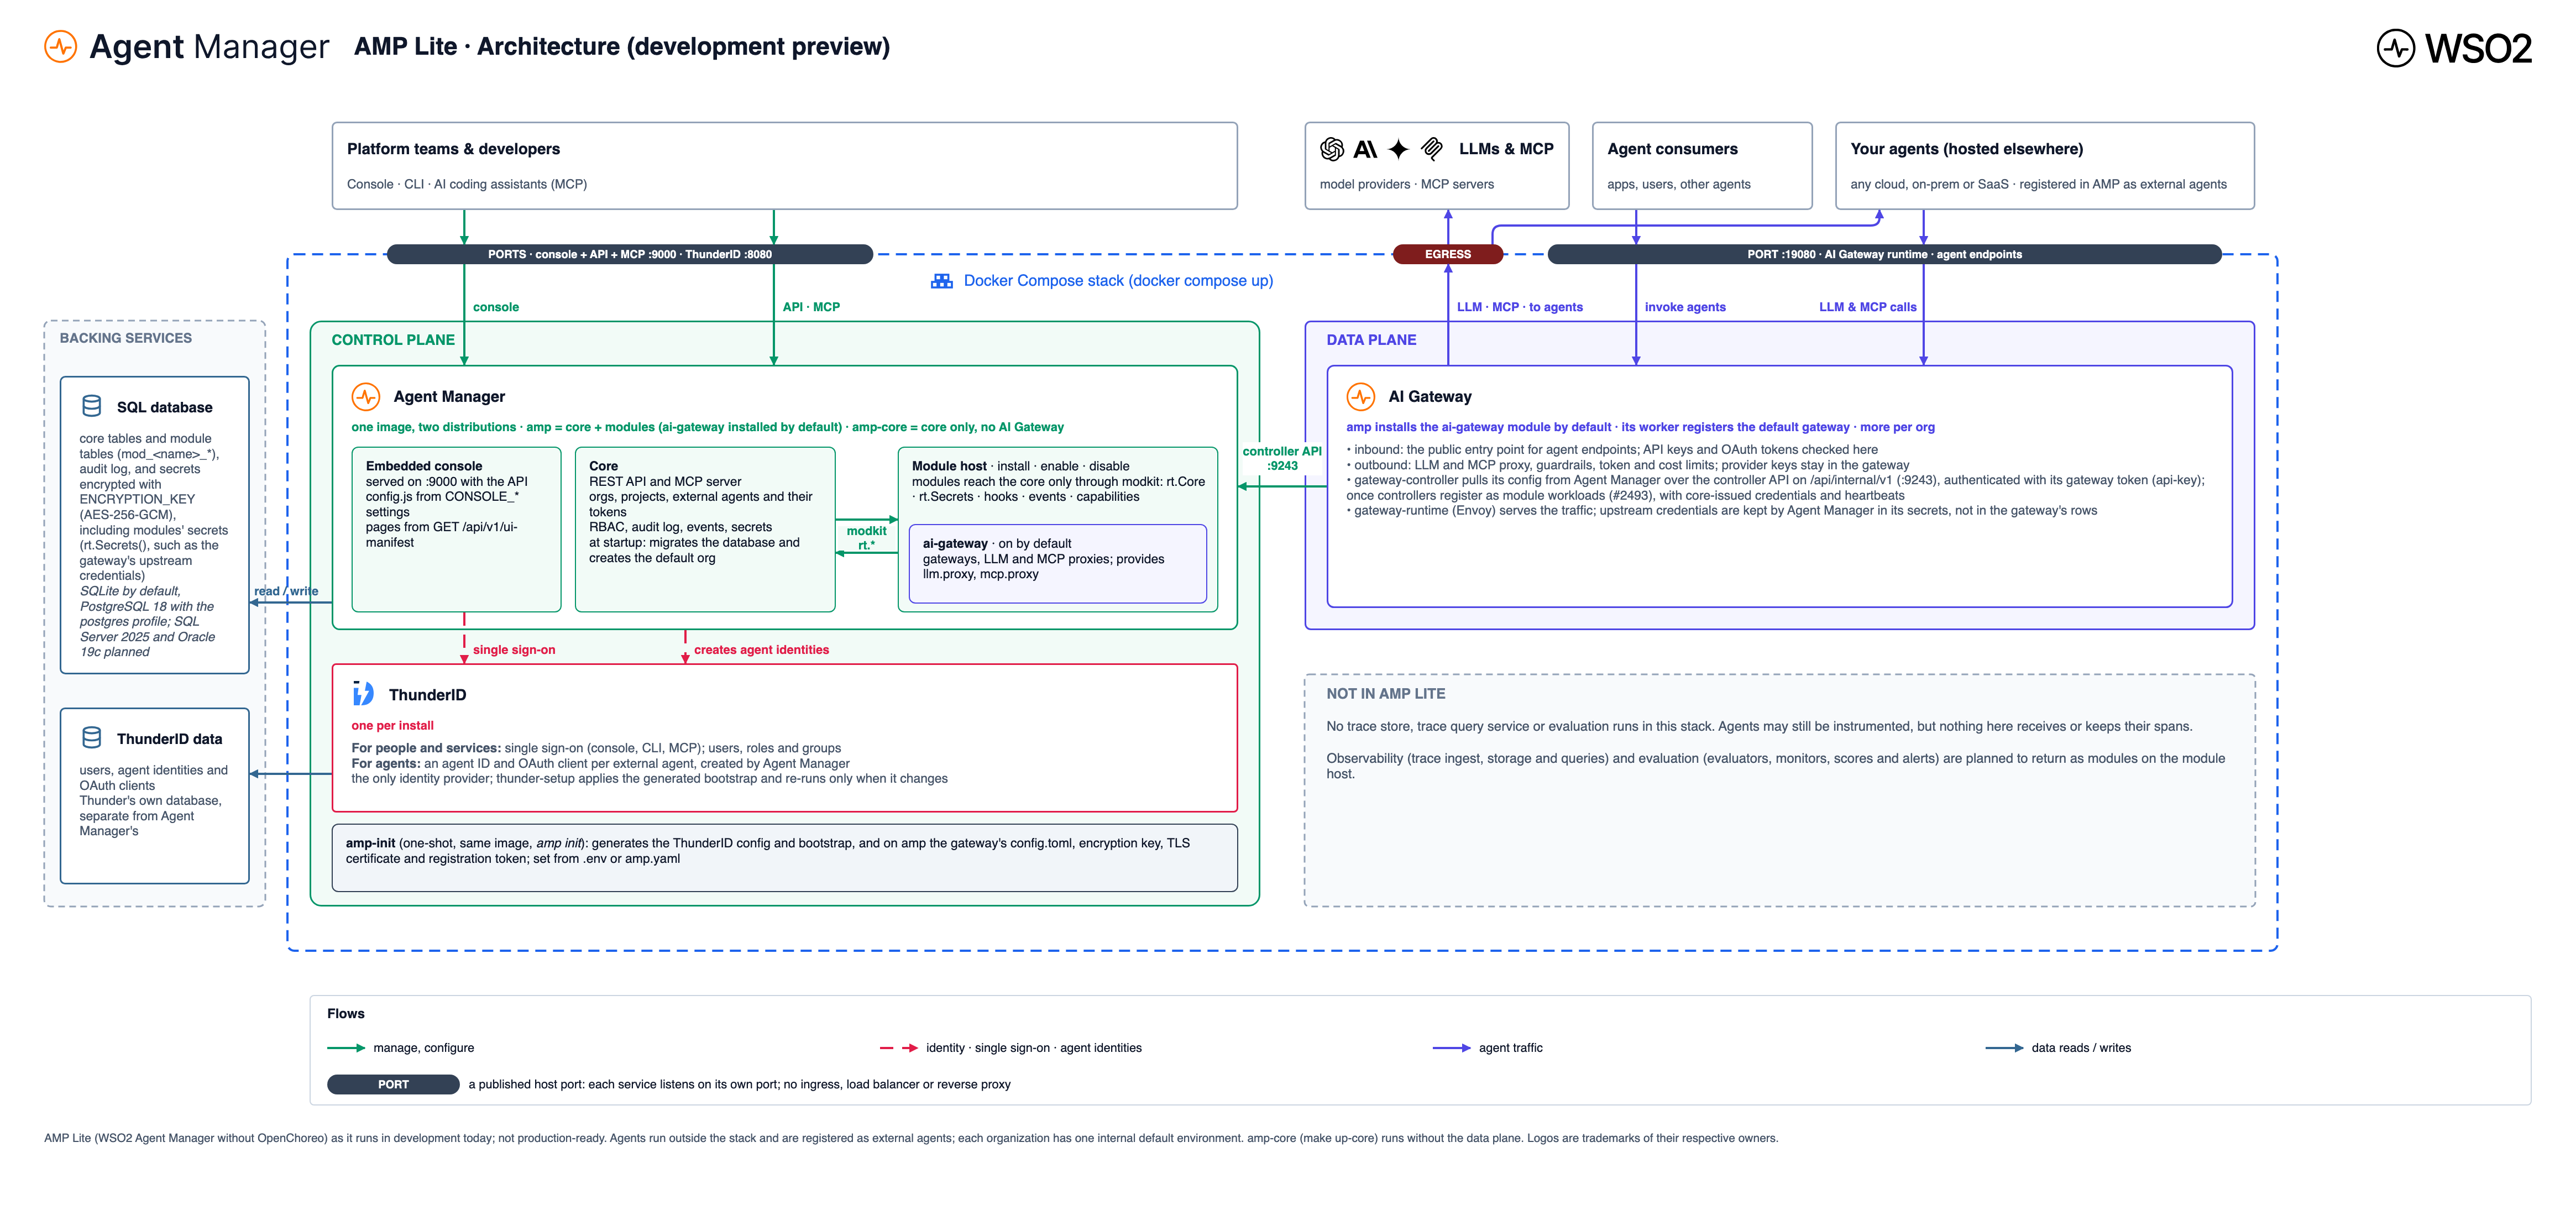 Agent Manager AMP Lite · Architecture (development preview)
WSO2
Platform teams & developers
Console · CLI · AI coding assistants (MCP)
LLMs & MCP
model providers · MCP servers
Agent consumers
apps, users, other agents
Your agents (hosted elsewhere)
any cloud, on-prem or SaaS · registered in AMP as external agents
PORTS · console + API + MCP :9000 · ThunderID :8080
EGRESS
PORT :19080 · AI Gateway runtime · agent endpoints
Docker Compose stack (docker compose up)
console
API · MCP
LLM · MCP · to agents
invoke agents
LLM & MCP calls
BACKING SERVICES
SQL database
core tables and module
tables (mod_<name>_*),
audit log, and secrets
encrypted with
ENCRYPTION_KEY
(AES-256-GCM),
including modules' secrets
(rt.Secrets(), such as the
gateway's upstream
credentials)
SQLite by default,
PostgreSQL 18 with the
postgres profile; SQL
Server 2025 and Oracle
19c planned
read / write
ThunderID data
users, agent identities and
OAuth clients
Thunder's own database,
separate from Agent
Manager's
CONTROL PLANE
Agent Manager
one image, two distributions · amp = core + modules (ai-gateway installed by default) · amp-core = core only, no AI Gateway
Embedded console
served on :9000 with the API
config.js from CONSOLE_*
settings
pages from GET /api/v1/ui-
manifest
Core
REST API and MCP server
orgs, projects, external agents and their
tokens
RBAC, audit log, events, secrets
at startup: migrates the database and
creates the default org
modkit
rt.*
Module host · install · enable · disable
modules reach the core only through modkit: rt.Core
· rt.Secrets · hooks · events · capabilities
ai-gateway · on by default
gateways, LLM and MCP proxies; provides
llm.proxy, mcp.proxy
controller API
:9243
single sign-on
creates agent identities
ThunderID
one per install
For people and services: single sign-on (console, CLI, MCP); users, roles and groups
For agents: an agent ID and OAuth client per external agent, created by Agent Manager
the only identity provider; thunder-setup applies the generated bootstrap and re-runs only when it changes
amp-init (one-shot, same image, amp init): generates the ThunderID config and bootstrap, and on amp the gateway's config.toml, encryption key, TLS
certificate and registration token; set from .env or amp.yaml
DATA PLANE
AI Gateway
amp installs the ai-gateway module by default · its worker registers the default gateway · more per org
• inbound: the public entry point for agent endpoints; API keys and OAuth tokens checked here
• outbound: LLM and MCP proxy, guardrails, token and cost limits; provider keys stay in the gateway
• gateway-controller pulls its config from Agent Manager over the controller API on /api/internal/v1 (:9243), authenticated with its gateway token (api-key);
once controllers register as module workloads (#2493), with core-issued credentials and heartbeats
• gateway-runtime (Envoy) serves the traffic; upstream credentials are kept by Agent Manager in its secrets, not in the gateway's rows
NOT IN AMP LITE
No trace store, trace query service or evaluation runs in this stack. Agents may still be instrumented, but nothing here receives or keeps their spans.
Observability (trace ingest, storage and queries) and evaluation (evaluators, monitors, scores and alerts) are planned to return as modules on the module
host.
Flows
manage, configure
identity · single sign-on · agent identities
agent traffic
data reads / writes
PORT
a published host port: each service listens on its own port; no ingress, load balancer or reverse proxy
AMP Lite (WSO2 Agent Manager without OpenChoreo) as it runs in development today; not production-ready. Agents run outside the stack and are registered as external agents; each organization has one internal default environment. amp-core (make up-core) runs without the data plane. Logos are trademarks of their respective owners.